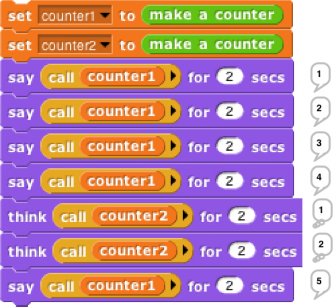 set counter1 to make a counter
set counter2 to make a counter
say call counter1 for 2 secs 1
say call counter1 for 2 secs 2
say call counter1 for 2 secs 3
say call counter1 for 2 secs 4
think call counter2 for 2 secs 1
think call counter2 for 2 secs 2
say call counter1 for 2 secs 5